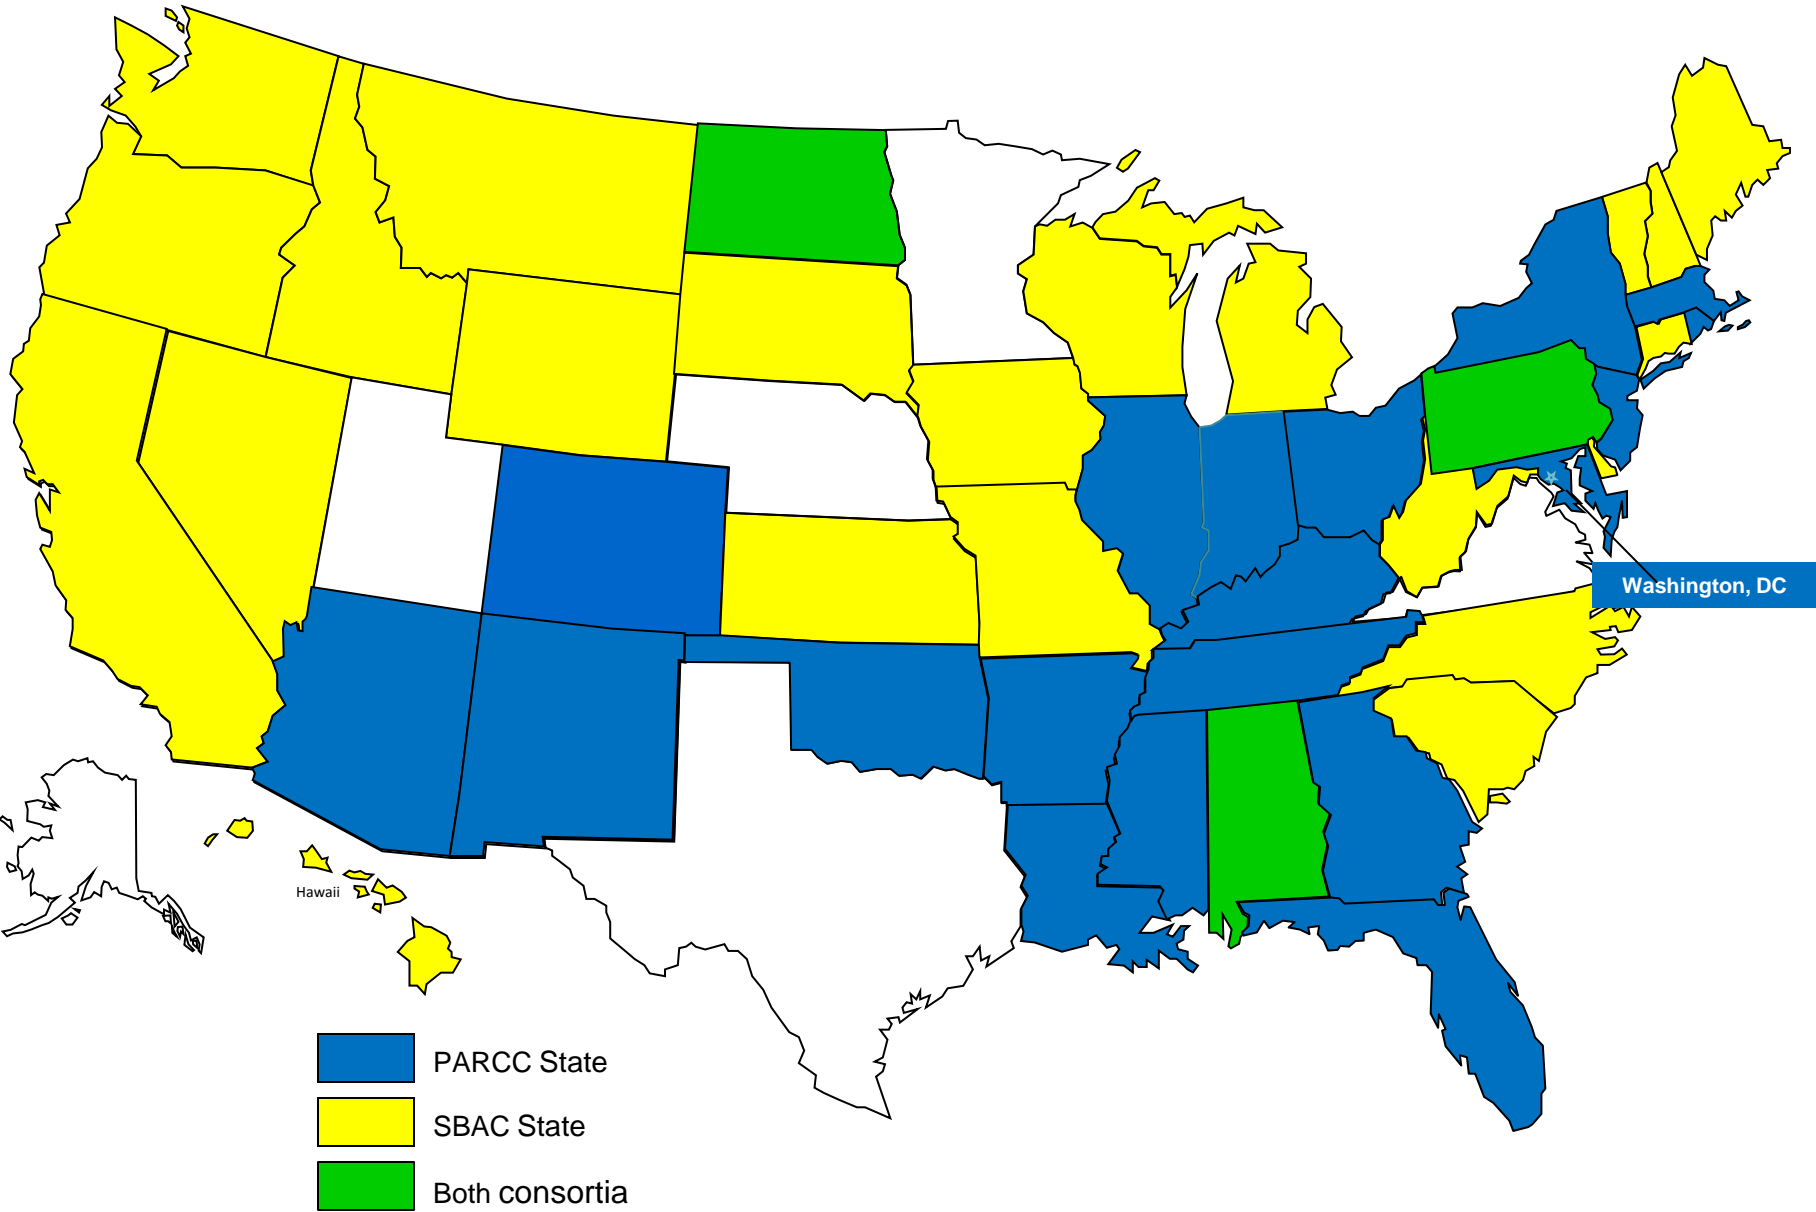 Washington, DC
Hawaii
PARCC State
SBAC State
Both consortia